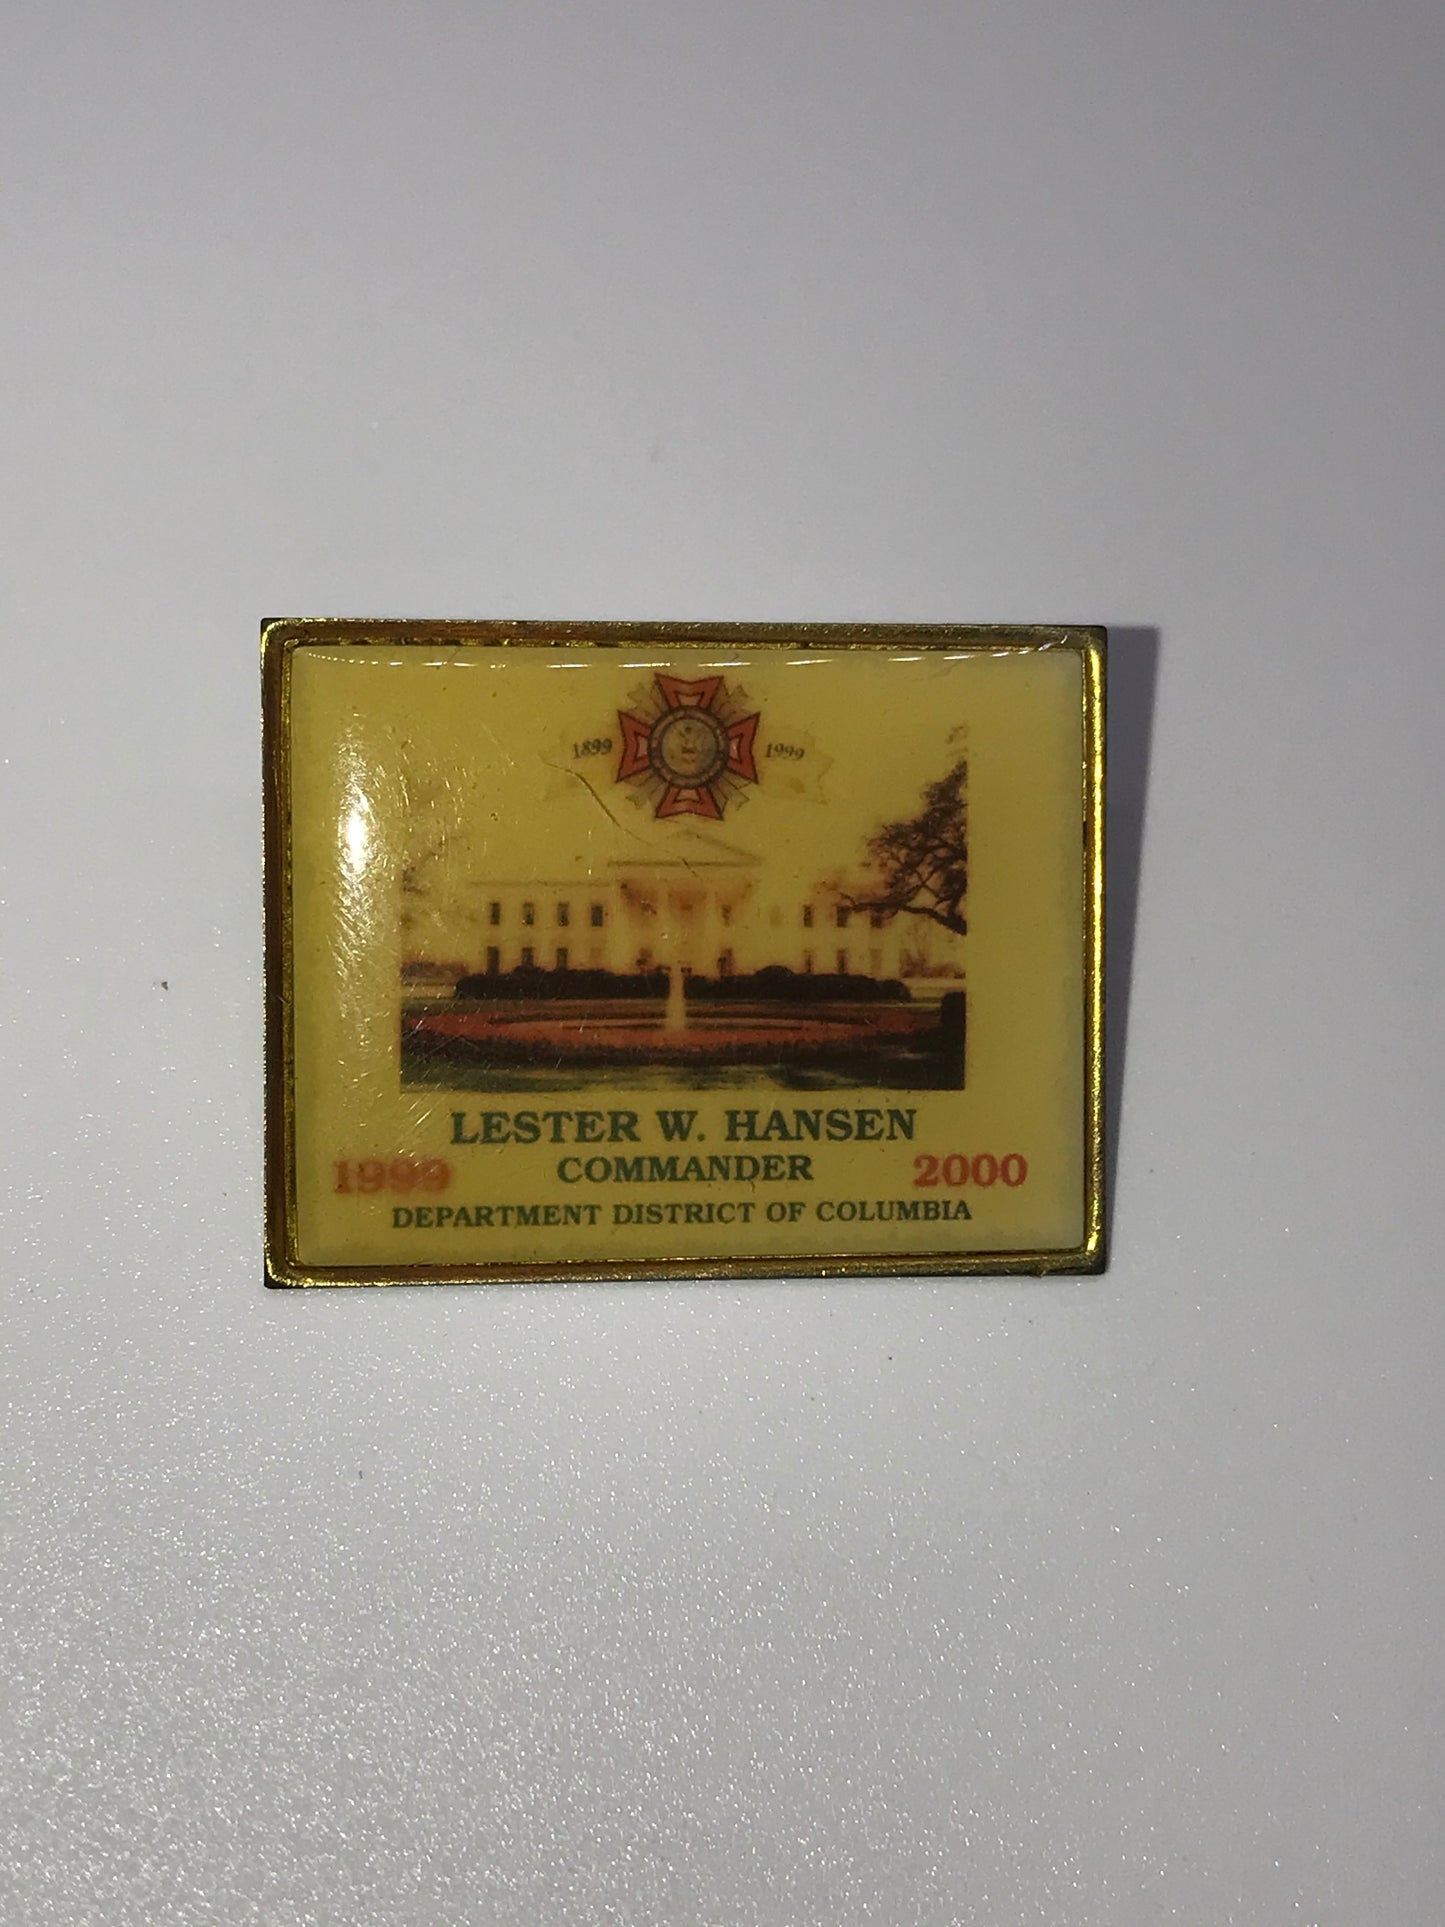 1899 1999
LESTER W. HANSEN
1999 COMMANDER 2000
DEPARTMENT DISTRICT OF COLUMBIA